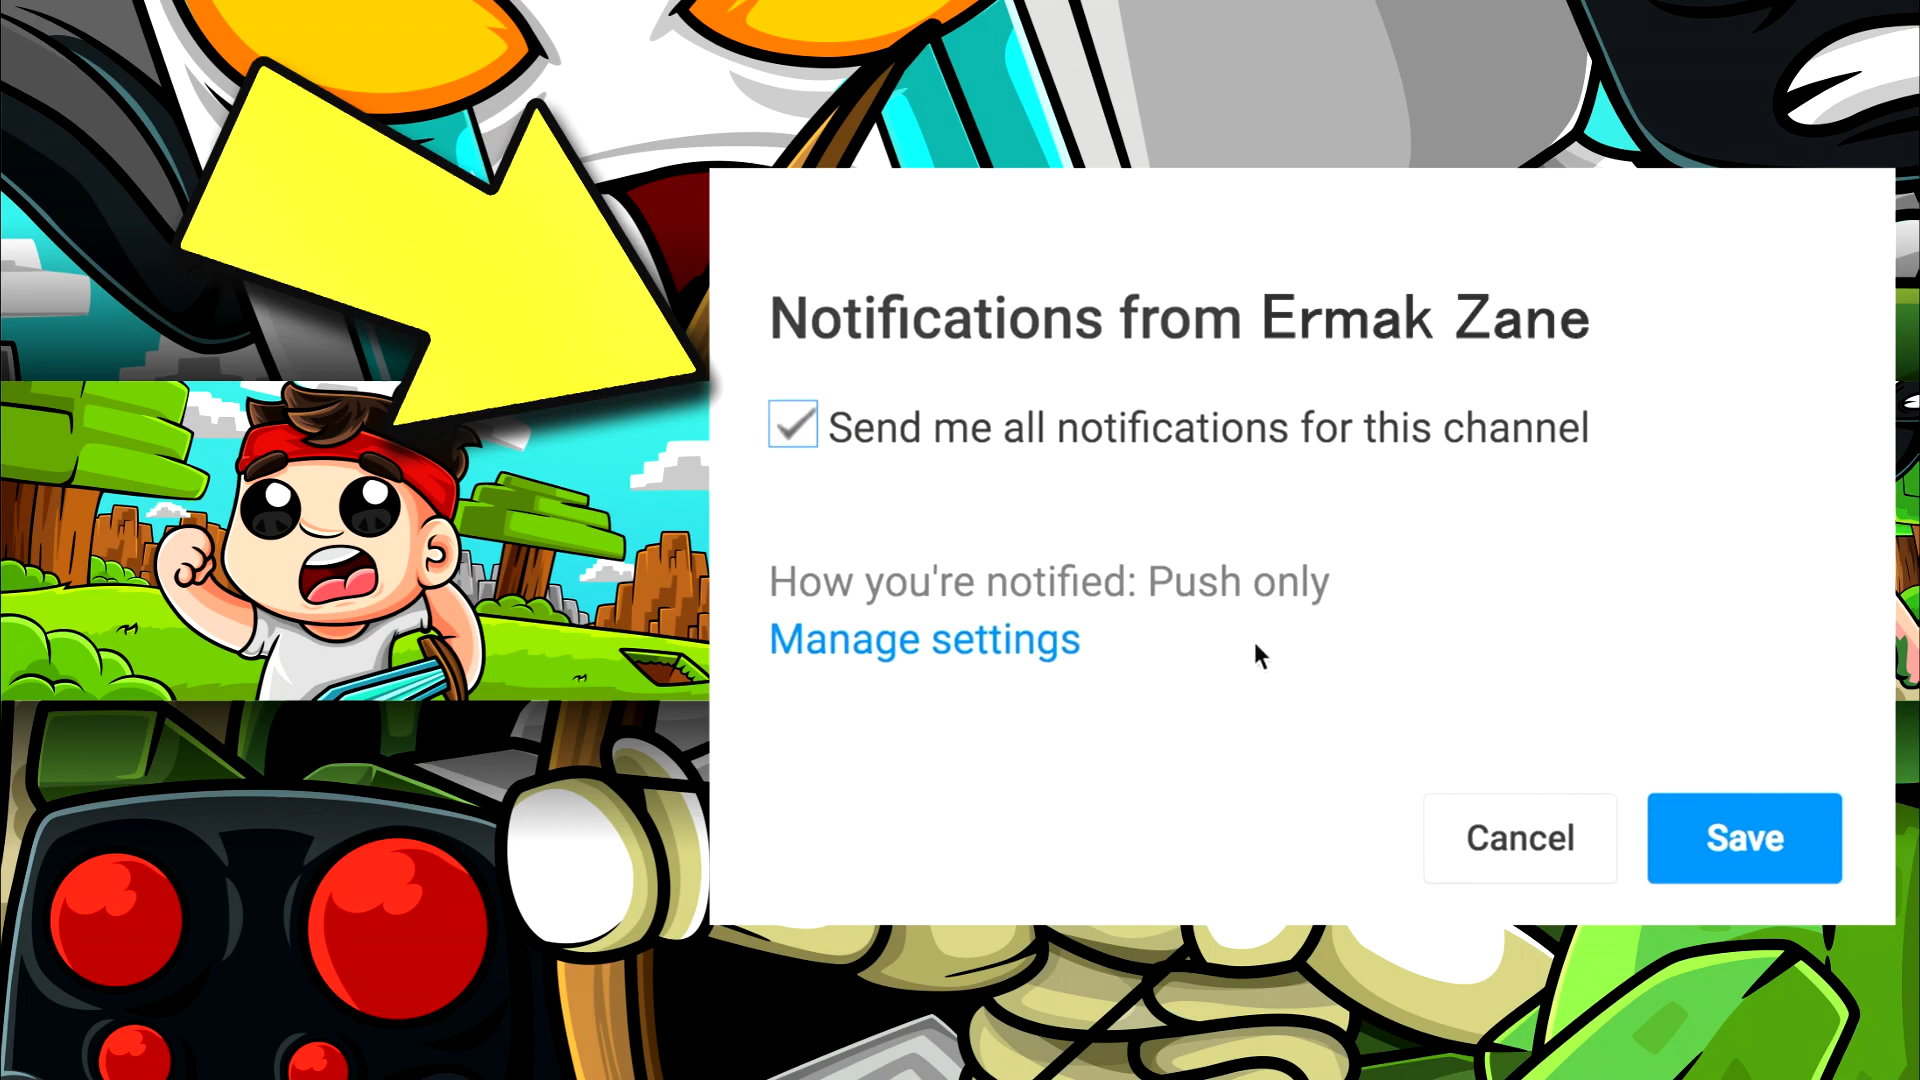 Notifications from Ermak Zane
Send me all notifications for this channel
How you're notified: Push only
Manage settings
Cancel
Save